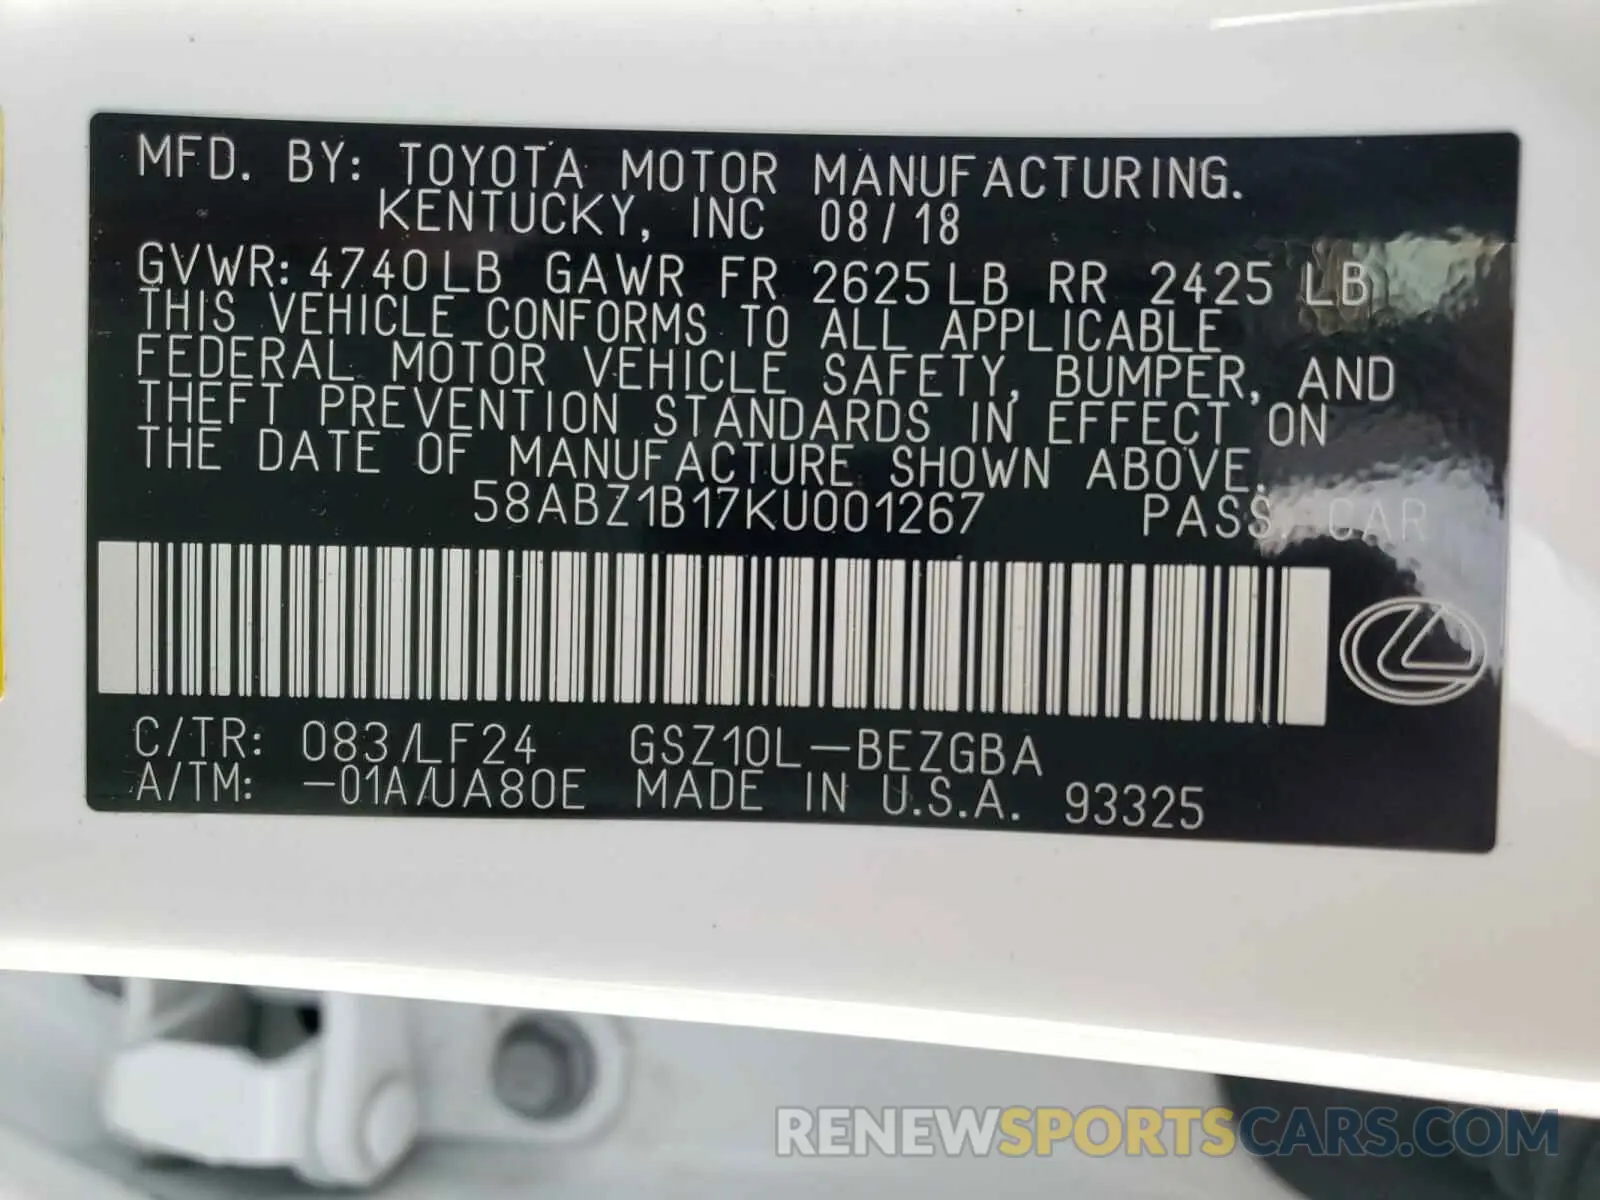 MFD. BY: TOYOTA MOTOR MANUFACTURING.
KENTUCKY, INC 08/18
GVWR: 4740LB GAWR FR 2625LB RR 2425 LB
THIS VEHICLE CONFORMS TO ALL APPLICABLE
FEDERAL MOTOR VEHICLE SAFETY, BUMPER, AND
THEFT PREVENTION STANDARDS IN EFFECT ON
THE DATE OF MANUFACTURE SHOWN ABOVE.
58ABZ1B17KU001267 PASS. CAR
C/TR: 083/LF24 GSZ10L-BEZGBA
A/TM: -01A/UA80E MADE IN U.S.A. 93325
RENEWSPORTSCARS.COM